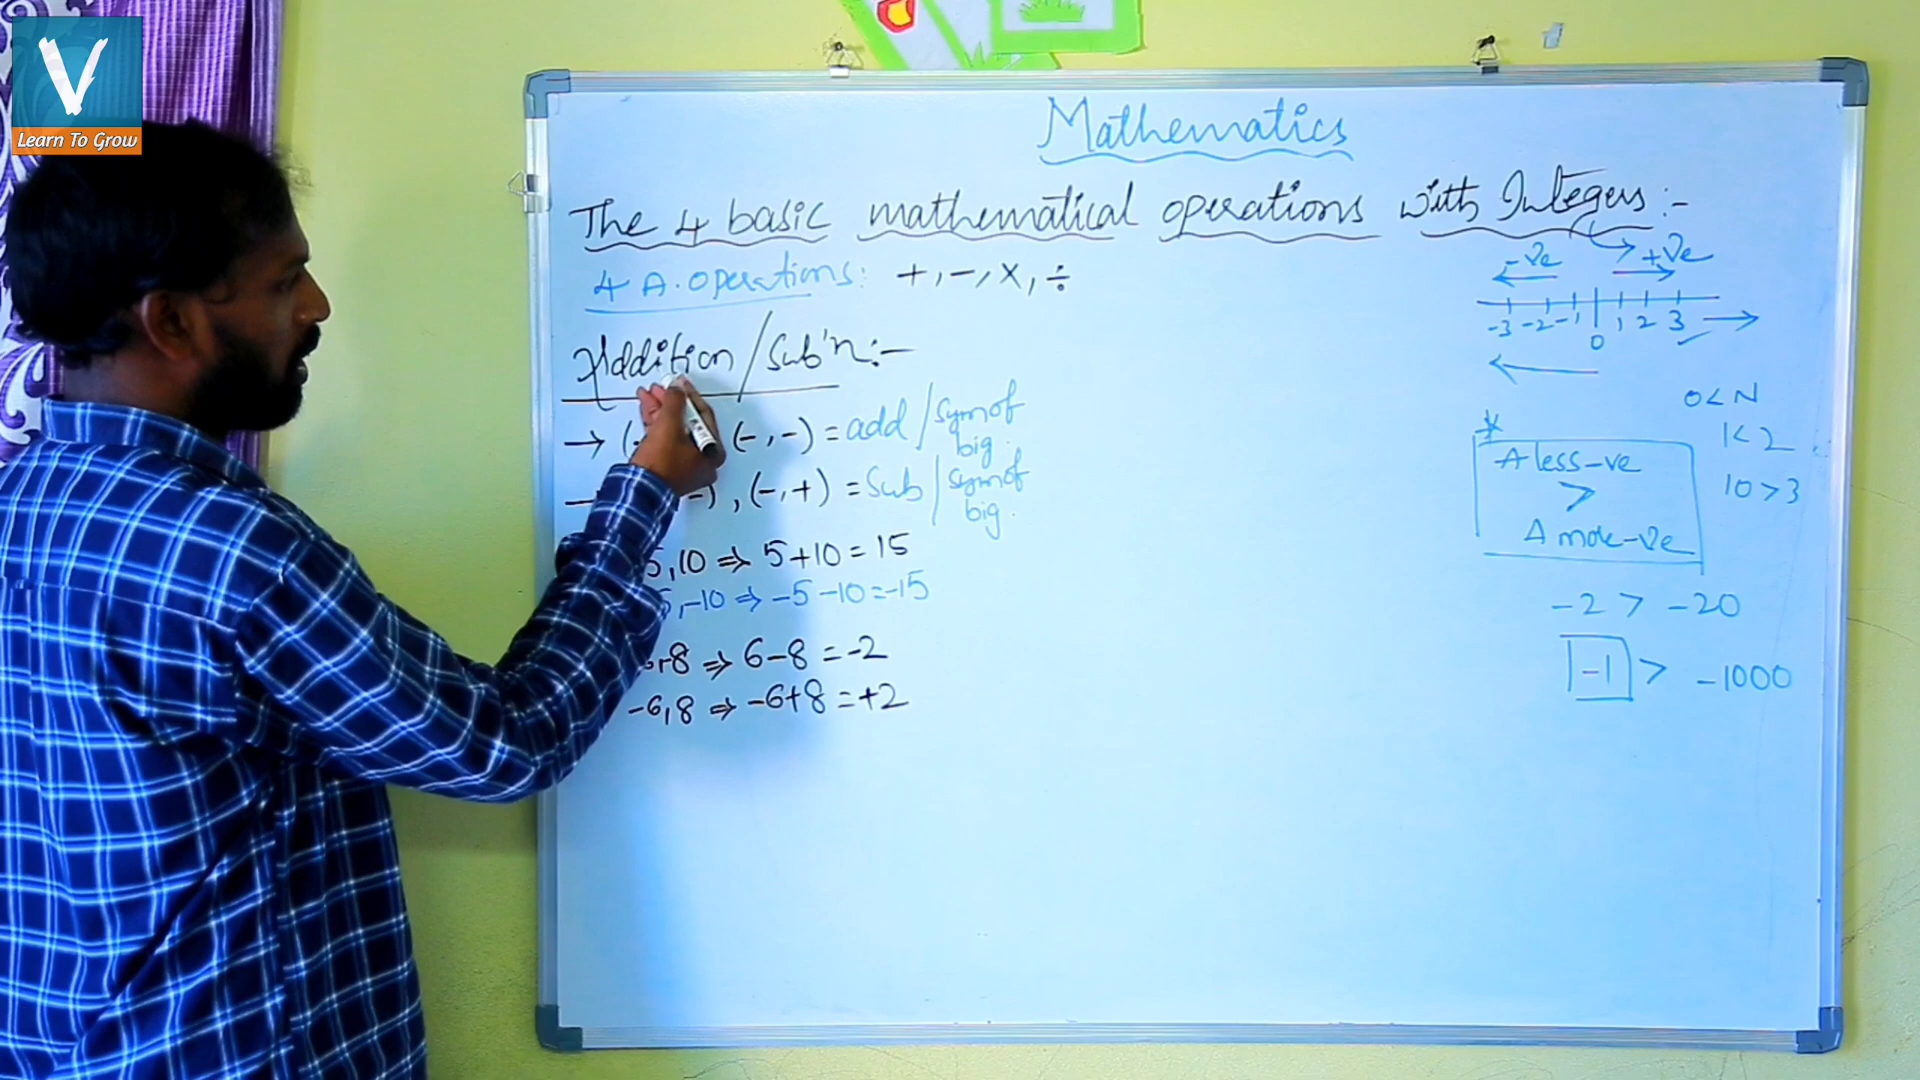 V
Learn To Grow
Mathematics
The 4 basic mathematical operations with Integers:-
4 A. operations: +, -, x, ÷
Addition/Sub'n:-
→ (-, -) = add / sym of big.
-), (-, +) = Sub / sym of big.
5, 10 ⇒ 5+10 = 15
5, -10 ⇒ -5 -10 = -15
-8 ⇒ 6-8 = -2
-6, 8 ⇒ -6+8 = +2
-ve → +ve
-3 -2 -1 0 1 2 3
0 < N
1 < 2
10 > 3
*
A less -ve
>
A more -ve
-2 > -20
-1 > -1000